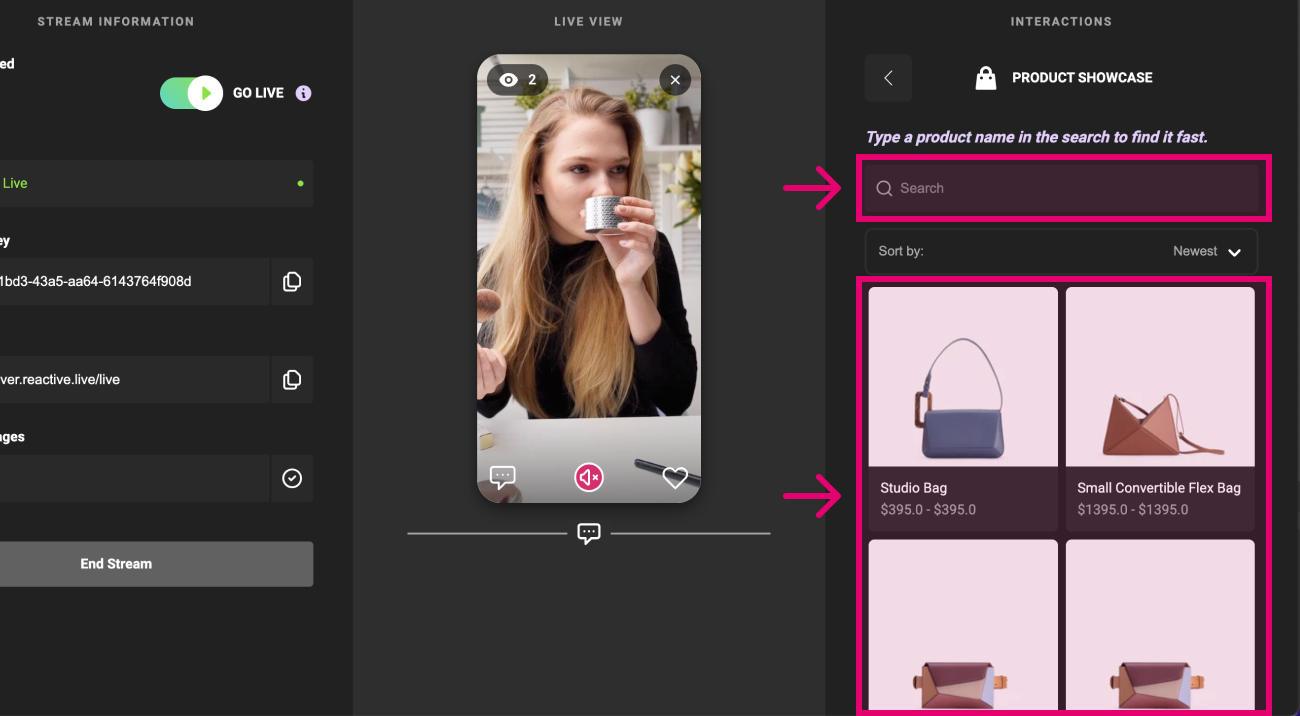 STREAM INFORMATION
ed
GO LIVE
Live
ey
1bd3-43a5-aa64-6143764f908d
ver.reactive.live/live
ages
End Stream
LIVE VIEW
2
INTERACTIONS
PRODUCT SHOWCASE
Type a product name in the search to find it fast.
Search
Sort by: Newest
Studio Bag
$395.0 - $395.0
Small Convertible Flex Bag
$1395.0 - $1395.0